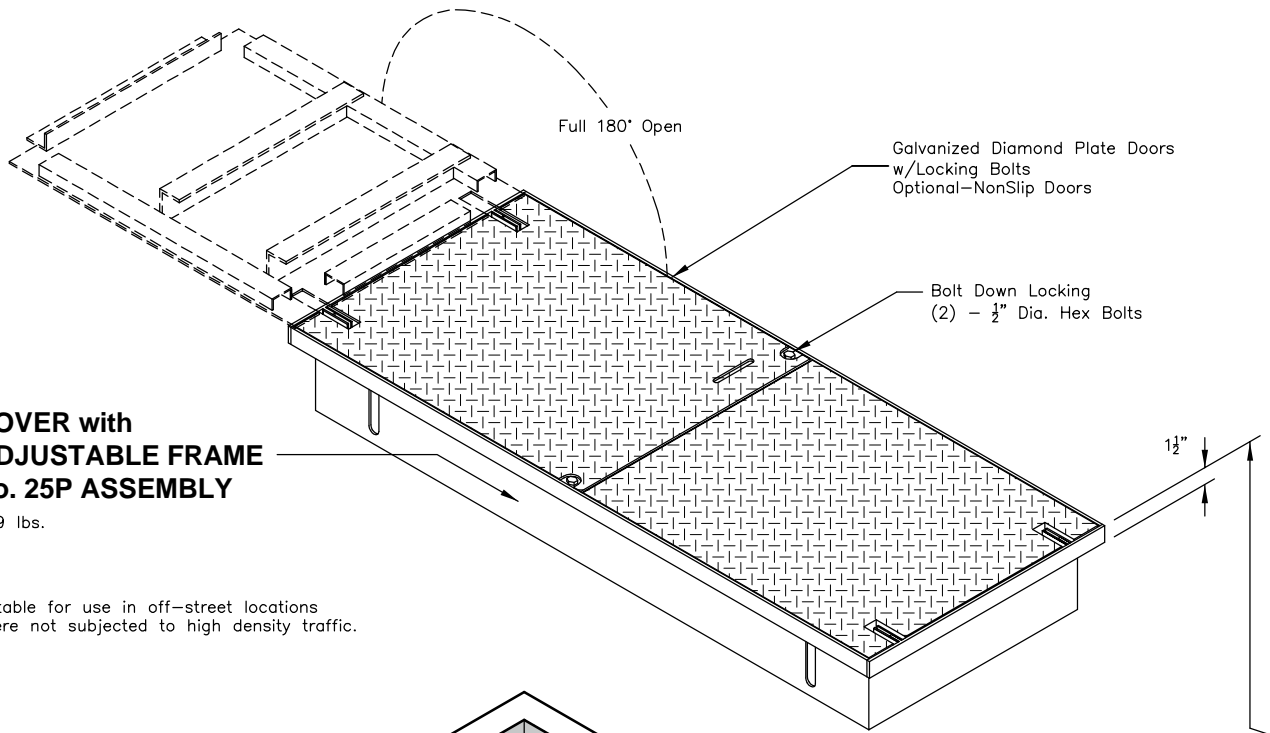 Full 180° Open
Galvanized Diamond Plate Doors
w/Locking Bolts
Optional-NonSlip Doors
Bolt Down Locking
(2) - ½" Dia. Hex Bolts
OVER with
DJUSTABLE FRAME
o. 25P ASSEMBLY
9 lbs.
1½"
table for use in off-street locations
ere not subjected to high density traffic.